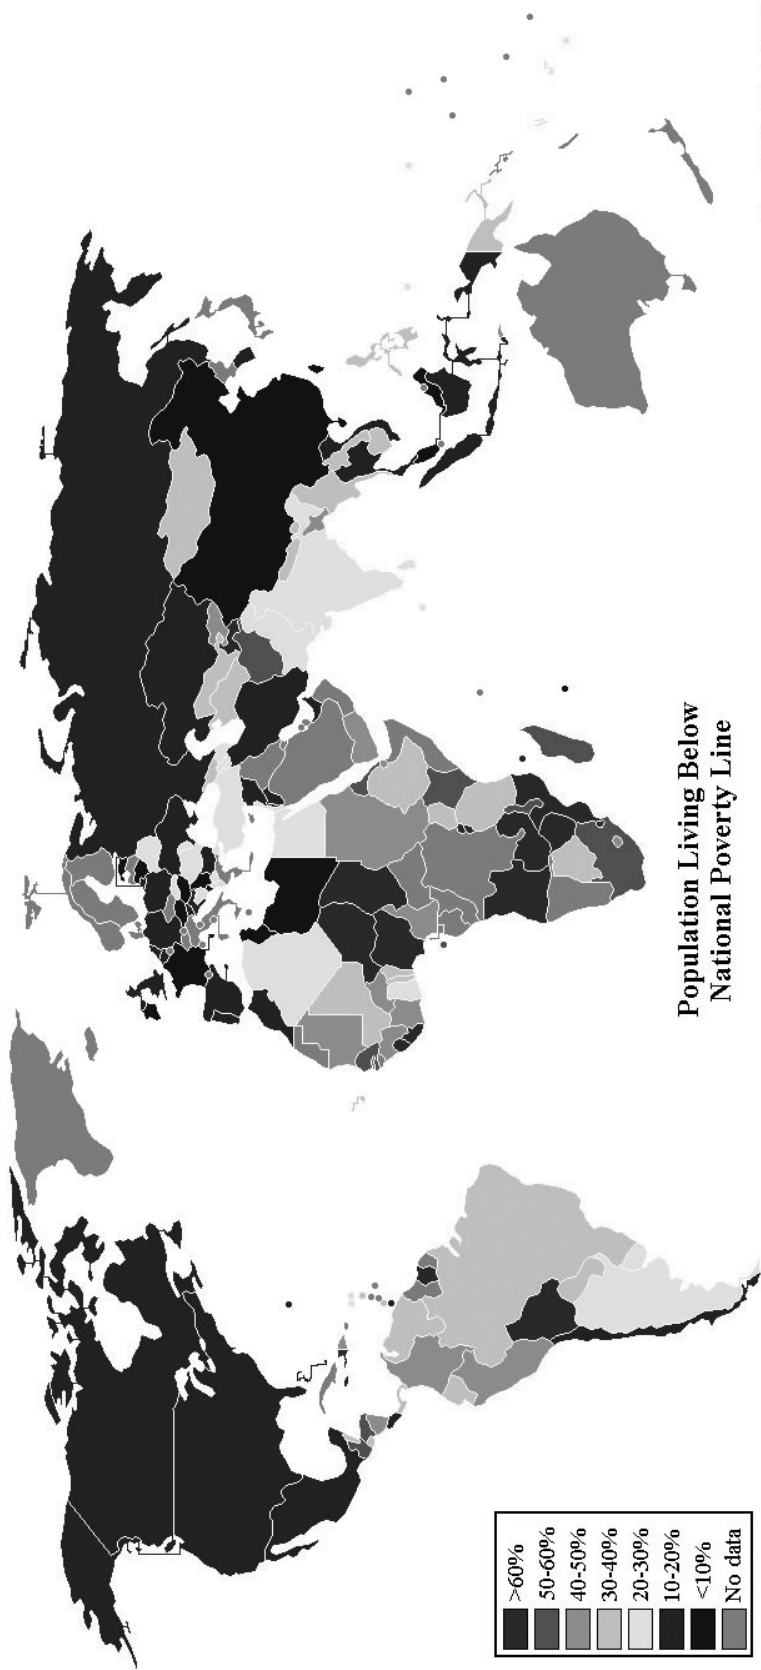 Population Living Below
National Poverty Line
>60%
50-60%
40-50%
30-40%
20-30%
10-20%
<10%
No data